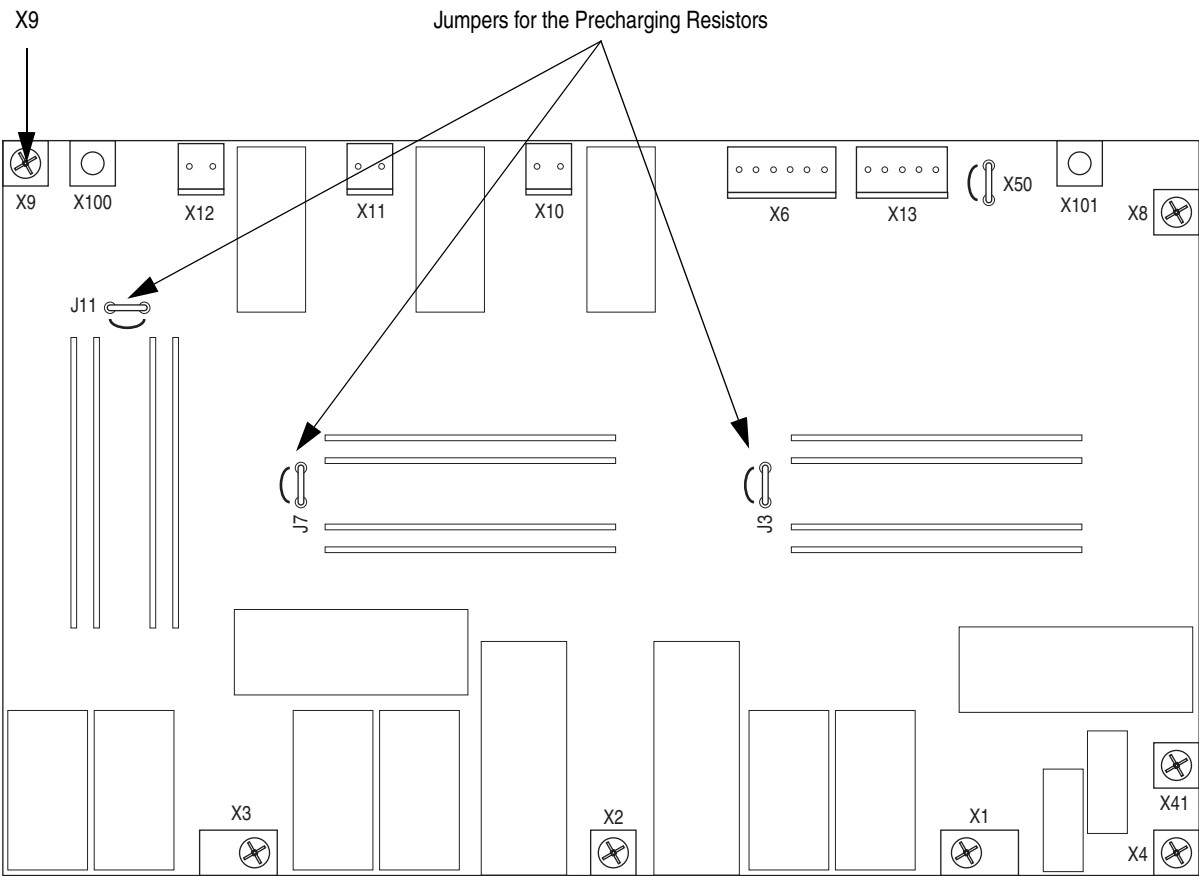 X9
Jumpers for the Precharging Resistors
X9
X100
X12
X11
X10
X6
X13
X50
X101
X8
J11
J7
J3
X3
X2
X1
X41
X4